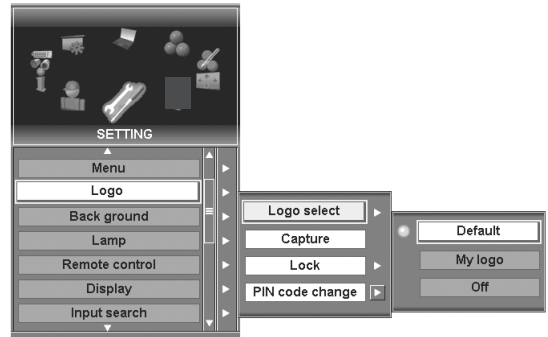 SETTING
Menu
Logo
Back ground
Lamp
Remote control
Display
Input search
Logo select
Capture
Lock
PIN code change
Default
My logo
Off